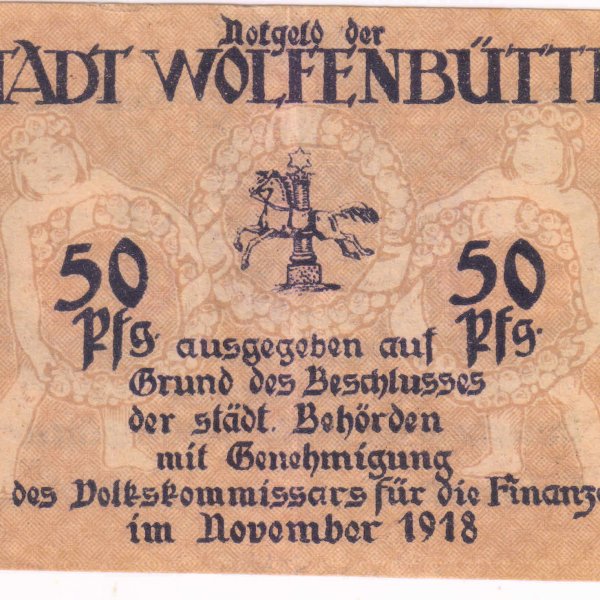 Notgeld der
TADT WOLFENBÜTTE
50 50
Pfg. Pfg.
ausgegeben auf
Grund des Beschlusses
der städt. Behörden
mit Genehmigung
des Volkskommissars für die Finanze
im November 1918